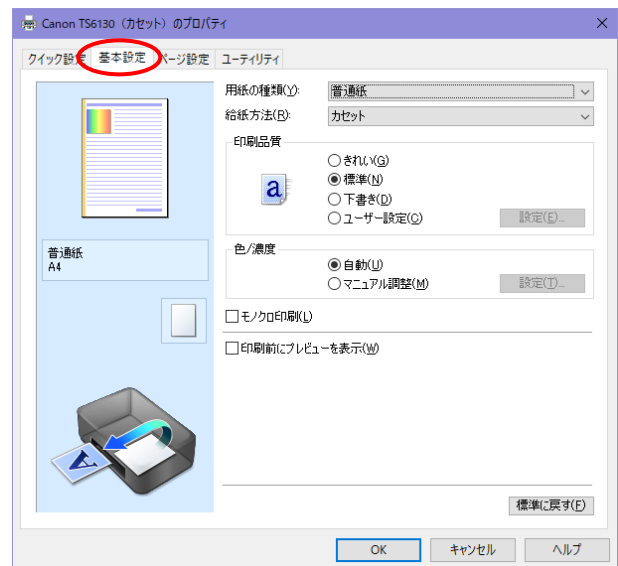 Canon TS6130 (カセット) のプロパティ
クイック設定 基本設定 ページ設定 ユーティリティ
用紙の種類(Y): 普通紙
給紙方法(R): カセット
印刷品質
きれい(G)
a 標準(N)
下書き(D)
ユーザー設定(C) 設定(E)...
普通紙
A4
色/濃度
自動(U)
マニュアル調整(M) 設定(T)...
モノクロ印刷(L)
印刷前にプレビューを表示(W)
A
標準に戻す(F)
OK キャンセル ヘルプ